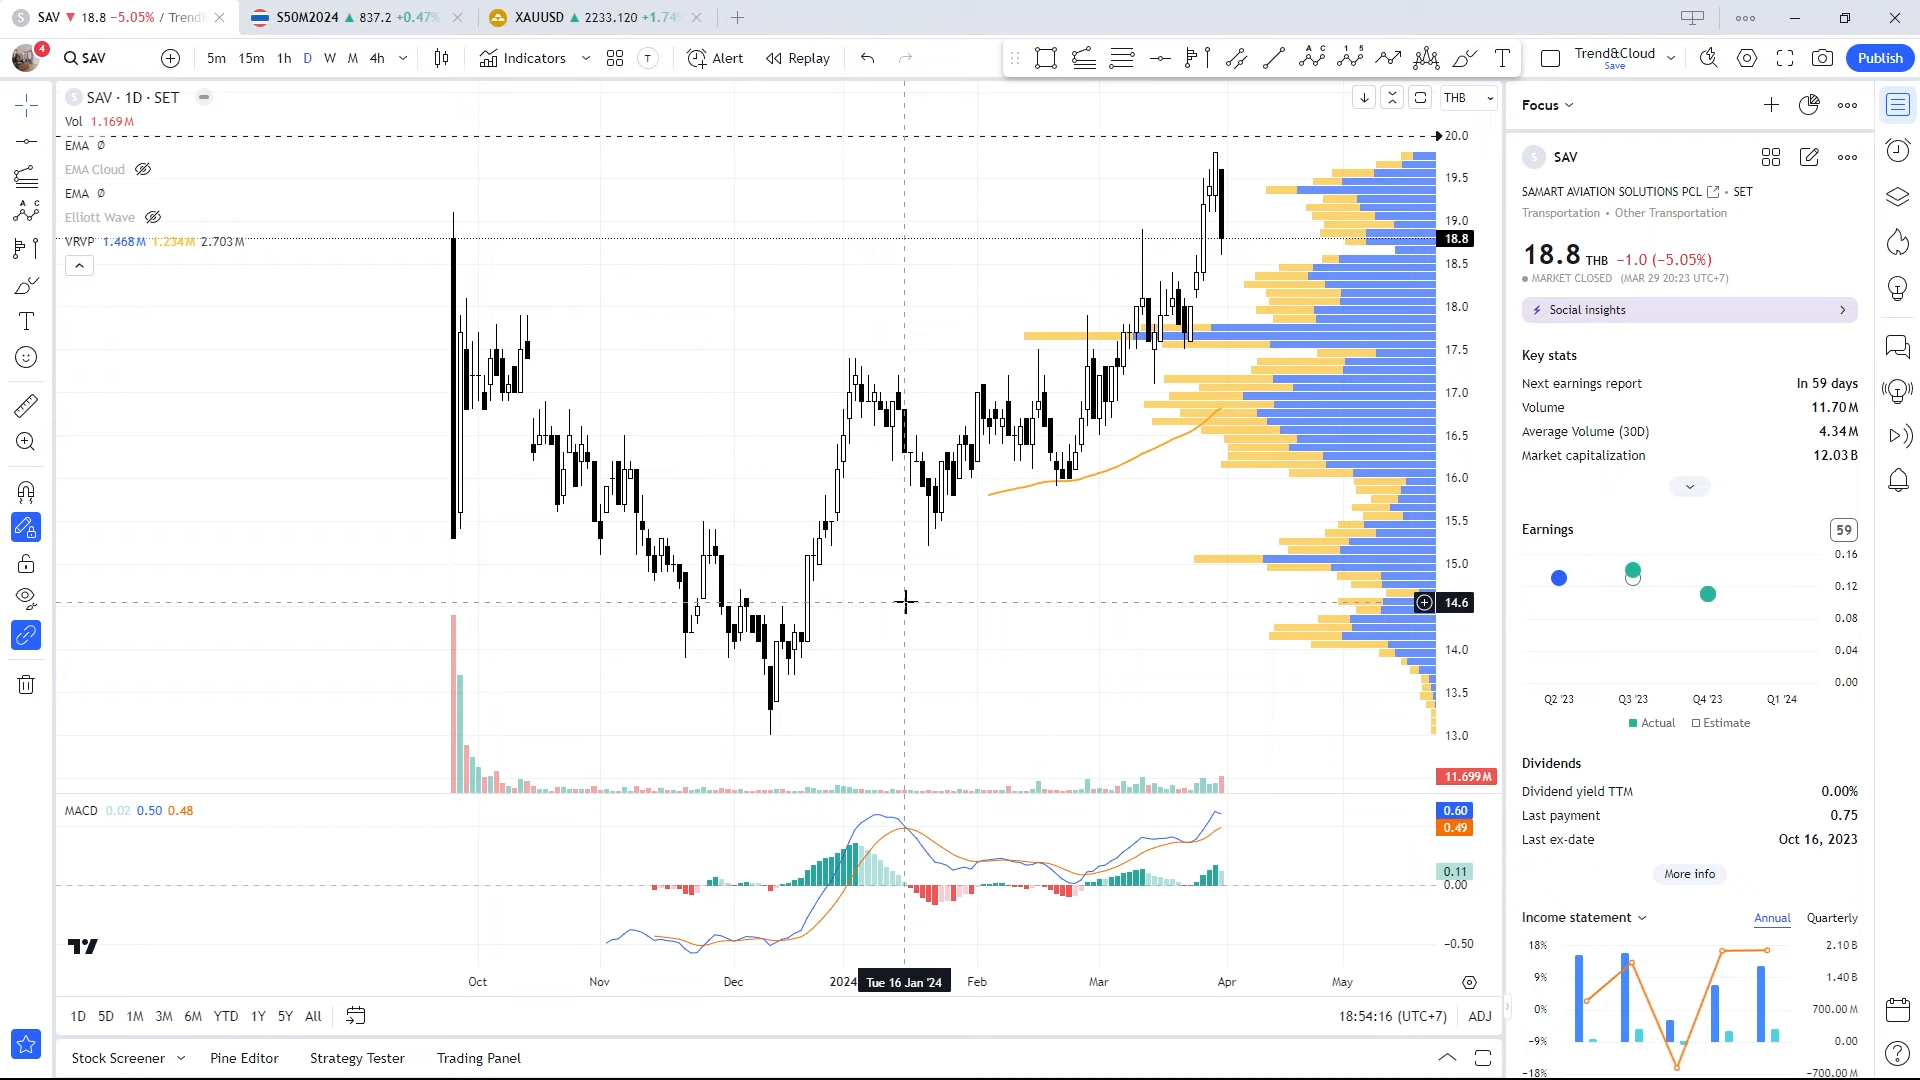 SAV ▼ 18.8 −5.05% / Trend
S50M2024 ▲ 837.2 +0.47%
XAUUSD ▲ 2233.120 +1.74
4
SAV
5m 15m 1h D W M 4h
Indicators
Alert
Replay
Trend&Cloud
Save
Publish
SAV · 1D · SET
Vol 1.169M
EMA Ø
EMA Cloud
EMA Ø
Elliott Wave
VRVP 1.468M 1.234M 2.703M
THB
20.0
19.5
19.0
18.8
18.5
18.0
17.5
17.0
16.5
16.0
15.5
15.0
14.6
14.0
13.5
13.0
11.699M
MACD 0.02 0.50 0.48
0.60
0.49
0.11
0.00
−0.50
Oct Nov Dec 2024 Tue 16 Jan '24 Feb Mar Apr May
1D 5D 1M 3M 6M YTD 1Y 5Y All
18:54:16 (UTC+7) ADJ
Stock Screener Pine Editor Strategy Tester Trading Panel
Focus
S SAV
SAMART AVIATION SOLUTIONS PCL • SET
Transportation • Other Transportation
18.8 THB −1.0 (−5.05%)
MARKET CLOSED (MAR 29 20:23 UTC+7)
Social insights
Key stats
Next earnings report In 59 days
Volume 11.70M
Average Volume (30D) 4.34M
Market capitalization 12.03B
Earnings 59
0.16
0.12
0.08
0.04
0.00
Q2 '23 Q3 '23 Q4 '23 Q1 '24
Actual Estimate
Dividends
Dividend yield TTM 0.00%
Last payment 0.75
Last ex-date Oct 16, 2023
More info
Income statement Annual Quarterly
18% 2.10B
9% 1.40B
0% 700.00M
−9% 0.00
−18% −700.00M